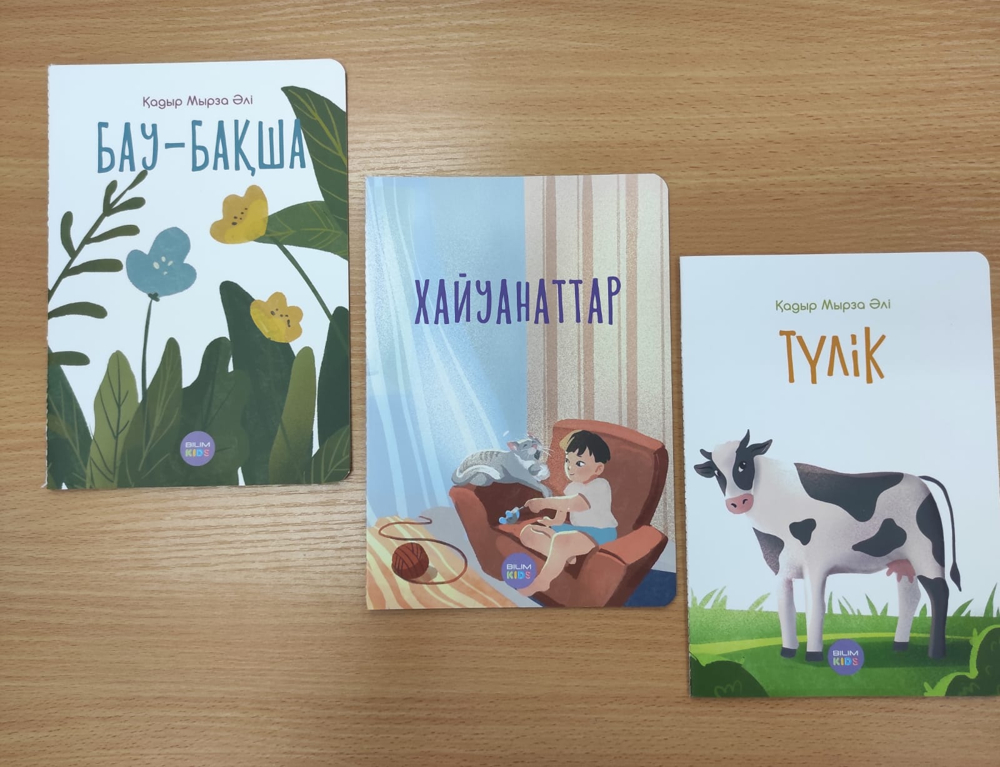 Қадыр Мырза Әлі
БАУ-БАҚША
BILIM
KIDS
ХАЙУАНАТТАР
BILIM
KIDS
Қадыр Мырза Әлі
ТҮЛІК
BILIM
KIDS